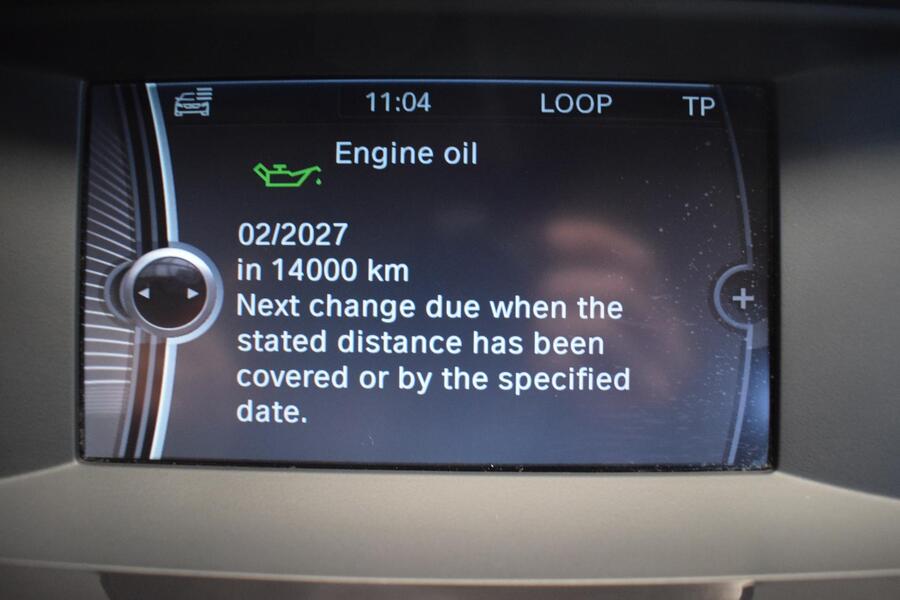 11:04 LOOP TP
Engine oil
02/2027
in 14000 km
Next change due when the
stated distance has been
covered or by the specified
date.